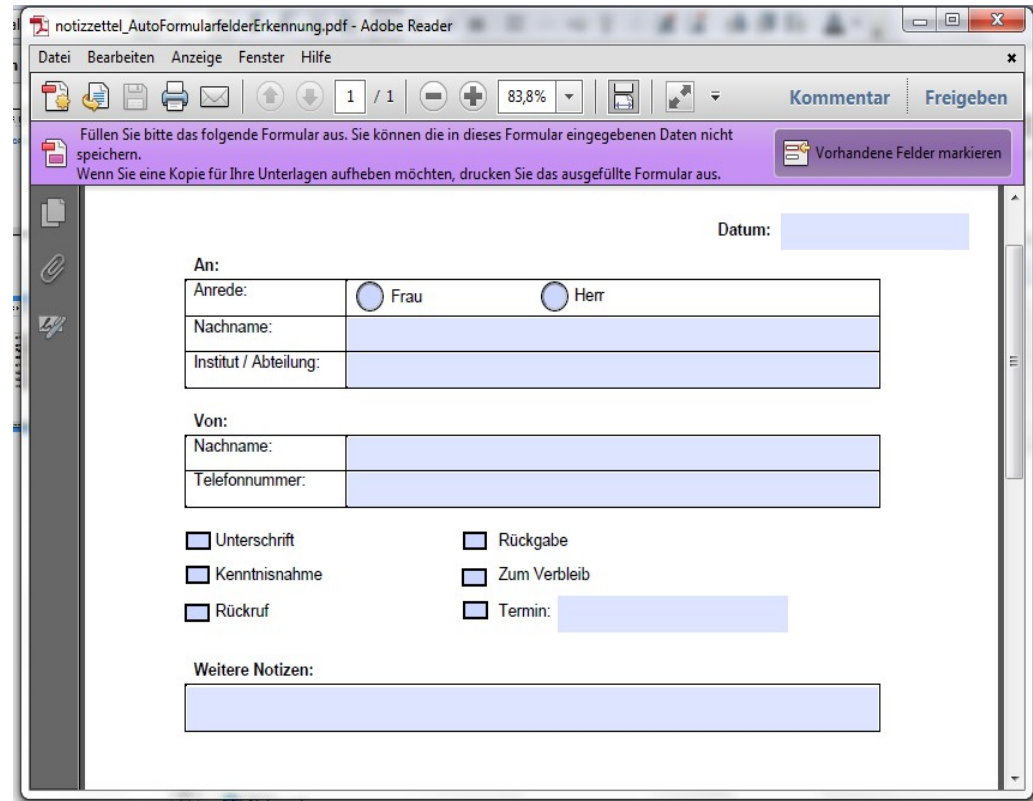 notizzettel_AutoFormularfelderErkennung.pdf - Adobe Reader
Datei Bearbeiten Anzeige Fenster Hilfe
1 / 1 83,8% Kommentar Freigeben
Füllen Sie bitte das folgende Formular aus. Sie können die in dieses Formular eingegebenen Daten nicht
speichern.
Wenn Sie eine Kopie für Ihre Unterlagen aufheben möchten, drucken Sie das ausgefüllte Formular aus.
Vorhandene Felder markieren
Datum:
An:
Anrede: Frau Herr
Nachname:
Institut / Abteilung:
Von:
Nachname:
Telefonnummer:
Unterschrift Rückgabe
Kenntnisnahme Zum Verbleib
Rückruf Termin:
Weitere Notizen: